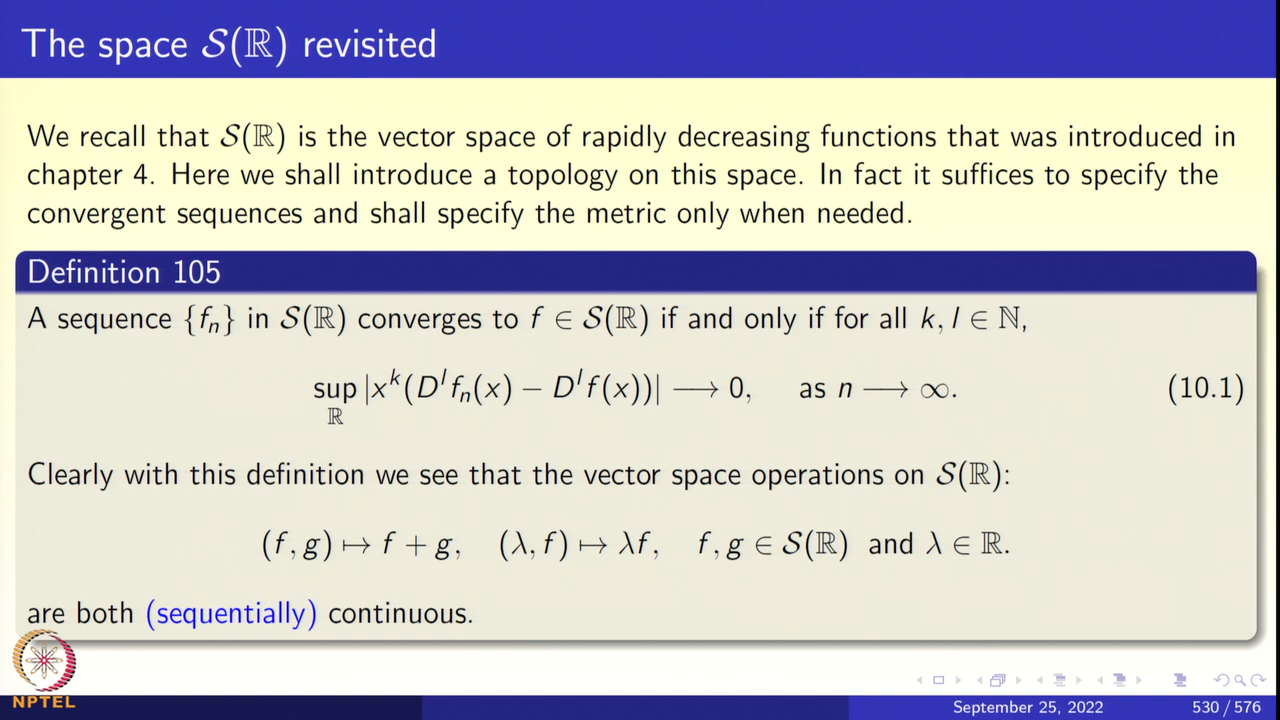 The space 𝒮(ℝ) revisited
We recall that 𝒮(ℝ) is the vector space of rapidly decreasing functions that was introduced in
chapter 4. Here we shall introduce a topology on this space. In fact it suffices to specify the
convergent sequences and shall specify the metric only when needed.
Definition 105
A sequence {fₙ} in 𝒮(ℝ) converges to f ∈ 𝒮(ℝ) if and only if for all k, l ∈ ℕ,
sup_ℝ |xᵏ(Dˡfₙ(x) − Dˡf(x))| ⟶ 0, as n ⟶ ∞. (10.1)
Clearly with this definition we see that the vector space operations on 𝒮(ℝ):
(f, g) ↦ f + g, (λ, f) ↦ λf, f, g ∈ 𝒮(ℝ) and λ ∈ ℝ.
are both (sequentially) continuous.
NPTEL
September 25, 2022 530 / 576